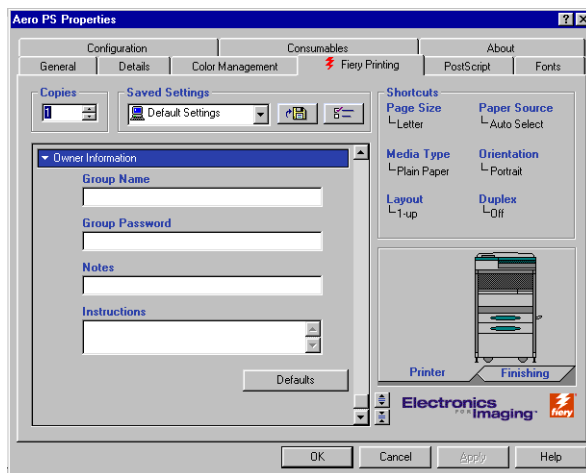 Aero PS Properties
Configuration Consumables About
General Details Color Management Fiery Printing PostScript Fonts
Copies
1
Saved Settings
Default Settings
Owner Information
Group Name
Group Password
Notes
Instructions
Defaults
Shortcuts
Page Size Paper Source
Letter Auto Select
Media Type Orientation
Plain Paper Portrait
Layout Duplex
1-up Off
Printer Finishing
Electronics
FOR Imaging
fiery
OK Cancel Apply Help